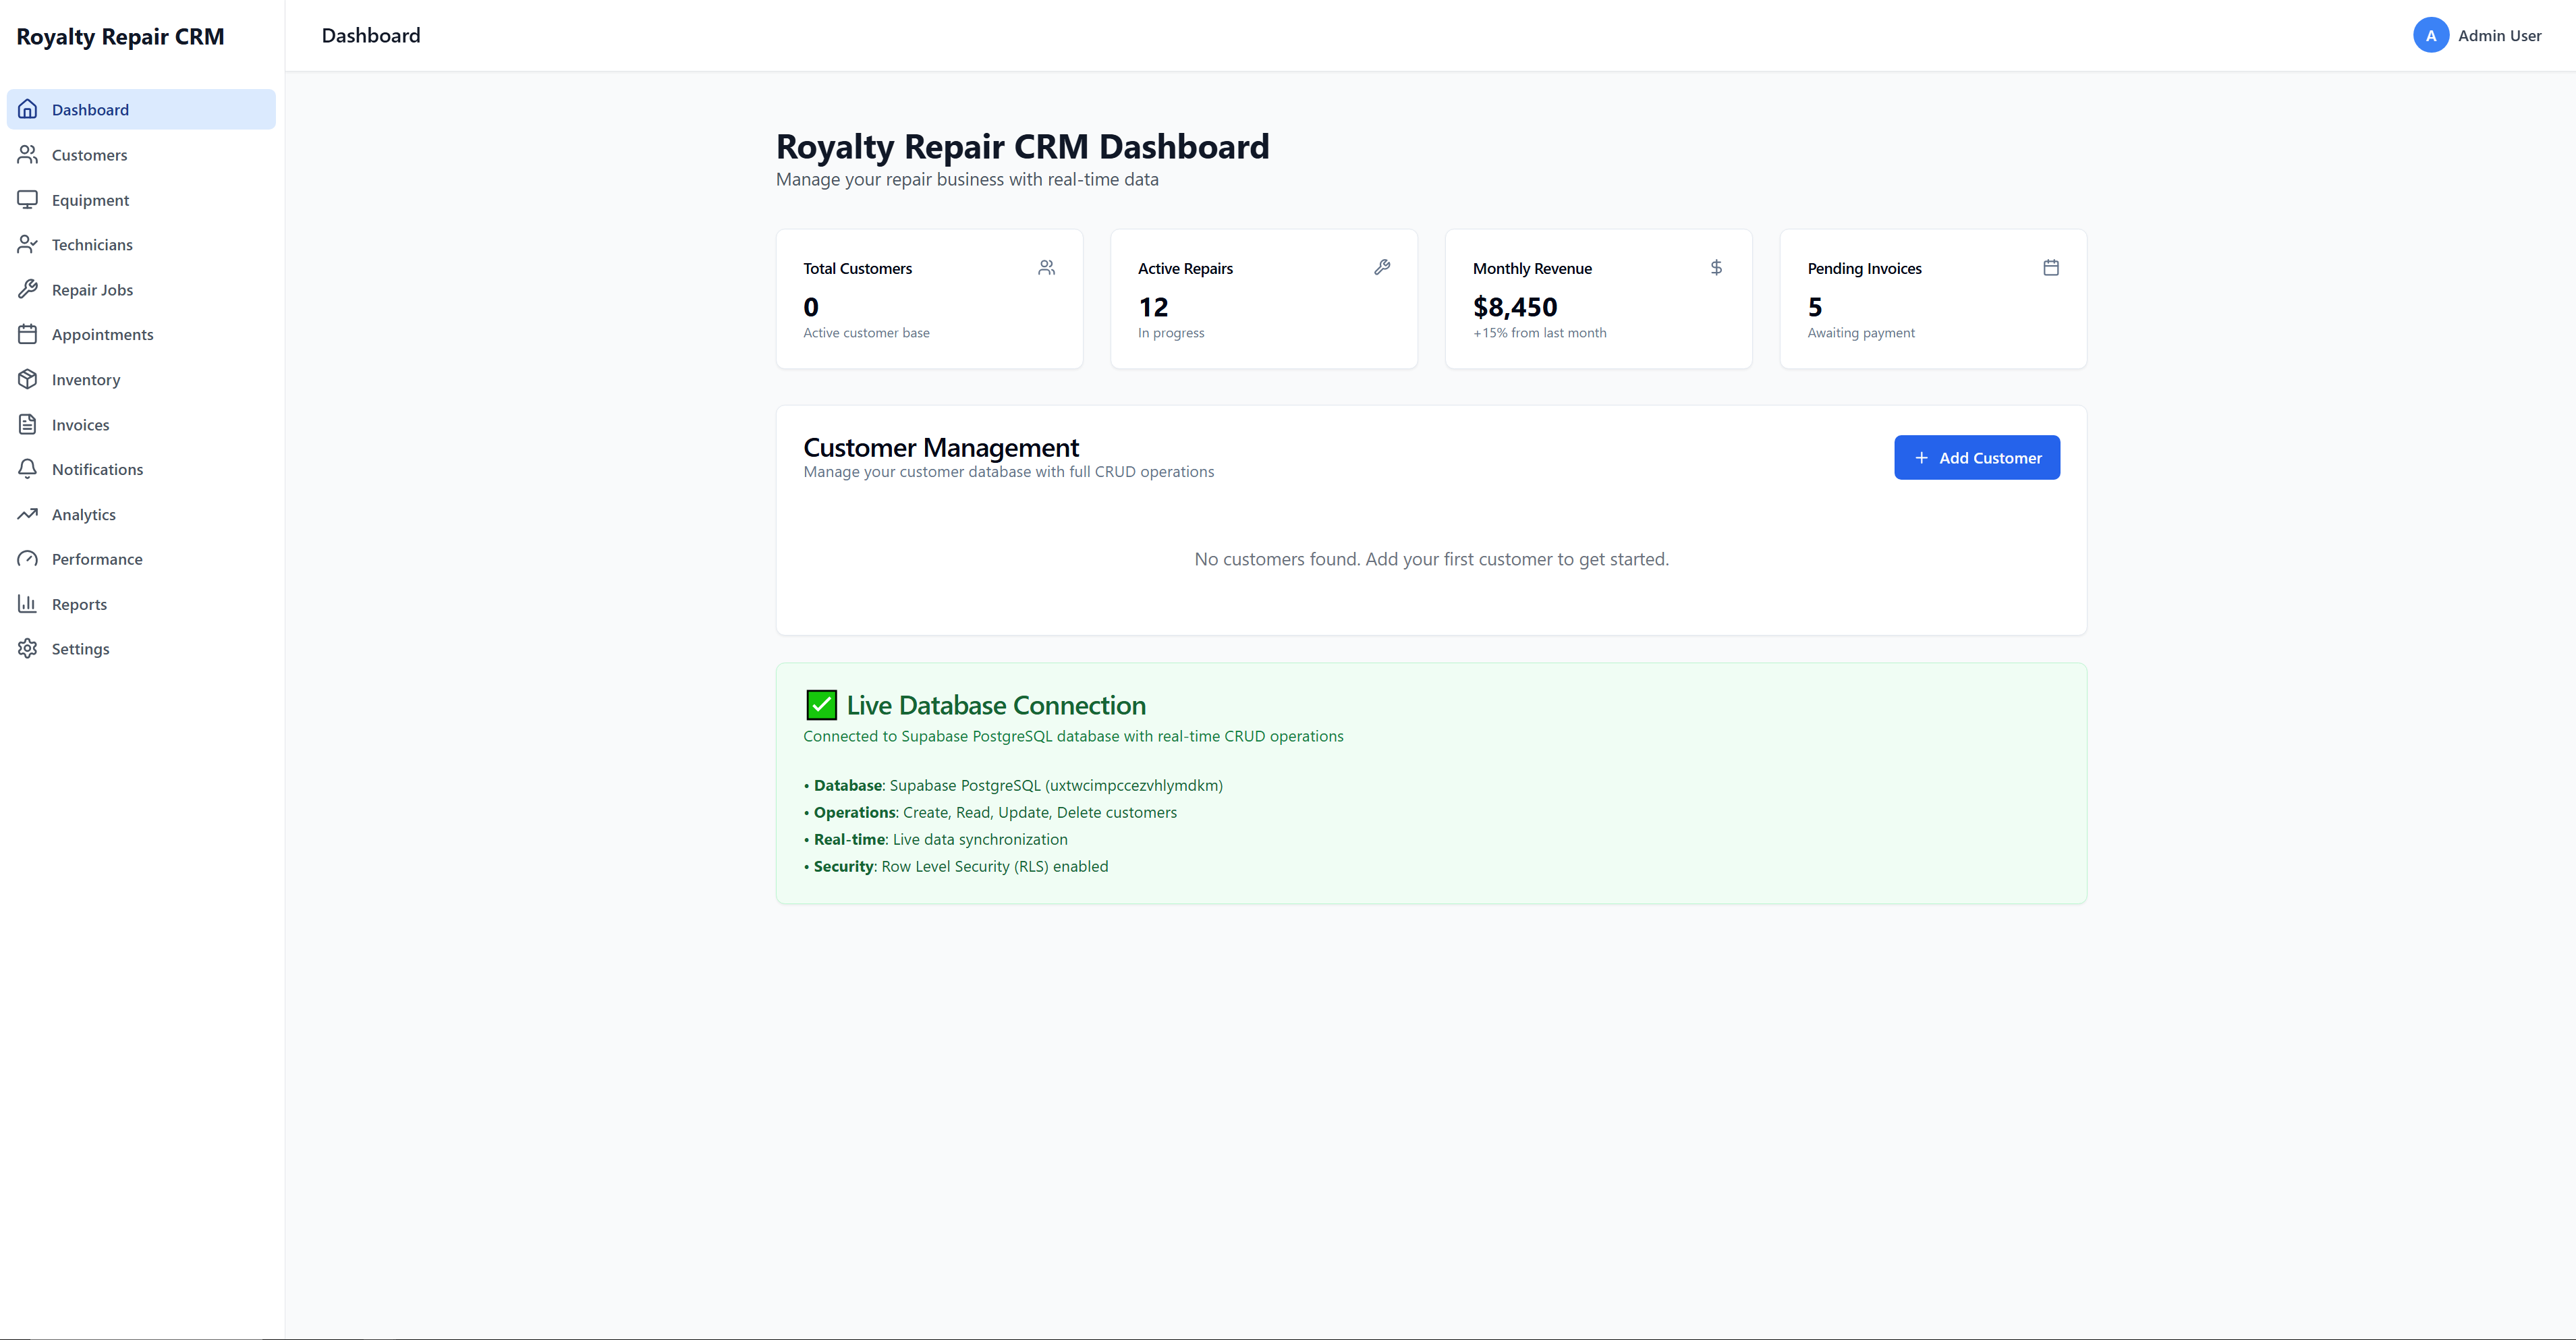 Royalty Repair CRM
Dashboard
A
Admin User
Dashboard
Customers
Equipment
Technicians
Repair Jobs
Appointments
Inventory
Invoices
Notifications
Analytics
Performance
Reports
Settings
Royalty Repair CRM Dashboard
Manage your repair business with real-time data
Total Customers
0
Active customer base
Active Repairs
12
In progress
Monthly Revenue
$8,450
+15% from last month
Pending Invoices
5
Awaiting payment
Customer Management
Manage your customer database with full CRUD operations
+ Add Customer
No customers found. Add your first customer to get started.
✅ Live Database Connection
Connected to Supabase PostgreSQL database with real-time CRUD operations
• Database: Supabase PostgreSQL (uxtwcimpccezvhlymdkm)
• Operations: Create, Read, Update, Delete customers
• Real-time: Live data synchronization
• Security: Row Level Security (RLS) enabled